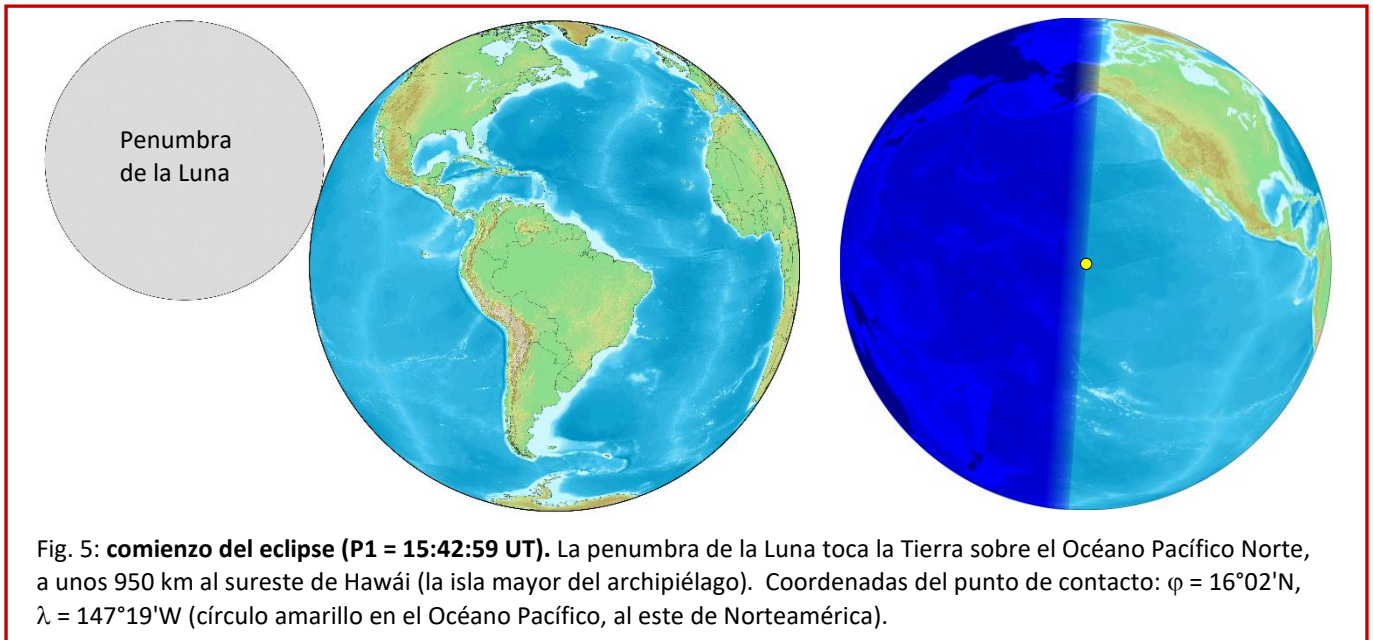 Penumbra
de la Luna
Fig. 5: comienzo del eclipse (P1 = 15:42:59 UT). La penumbra de la Luna toca la Tierra sobre el Océano Pacífico Norte,
a unos 950 km al sureste de Hawái (la isla mayor del archipiélago). Coordenadas del punto de contacto: φ = 16°02'N,
λ = 147°19'W (círculo amarillo en el Océano Pacífico, al este de Norteamérica).